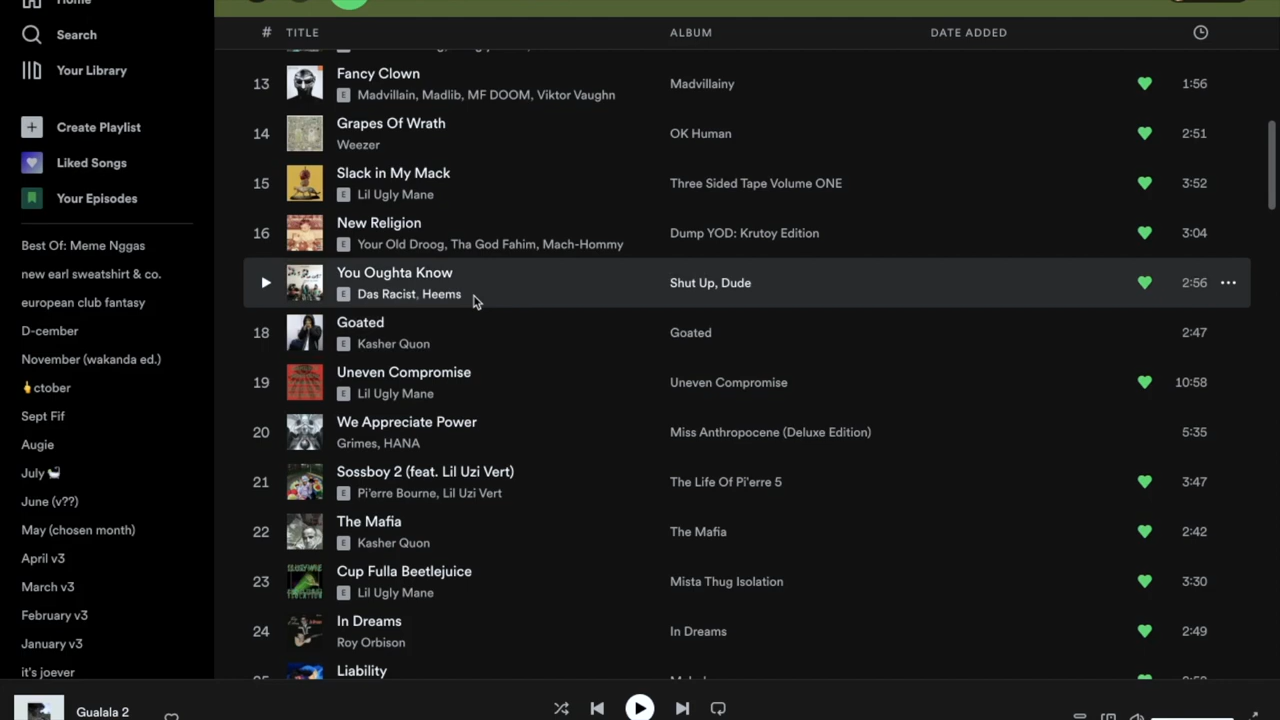 Home
Search
Your Library
Create Playlist
Liked Songs
Your Episodes
Best Of: Meme Nggas
new earl sweatshirt & co.
european club fantasy
D-cember
November (wakanda ed.)
🖕ctober
Sept Fif
Augie
July 🛀
June (v??)
May (chosen month)
April v3
March v3
February v3
January v3
it's joever
# TITLE ALBUM DATE ADDED
13 Fancy Clown Madvillainy 1:56
E Madvillain, Madlib, MF DOOM, Viktor Vaughn
14 Grapes Of Wrath OK Human 2:51
Weezer
15 Slack in My Mack Three Sided Tape Volume ONE 3:52
E Lil Ugly Mane
16 New Religion Dump YOD: Krutoy Edition 3:04
E Your Old Droog, Tha God Fahim, Mach-Hommy
You Oughta Know Shut Up, Dude 2:56
E Das Racist, Heems
18 Goated Goated 2:47
E Kasher Quon
19 Uneven Compromise Uneven Compromise 10:58
E Lil Ugly Mane
20 We Appreciate Power Miss Anthropocene (Deluxe Edition) 5:35
Grimes, HANA
21 Sossboy 2 (feat. Lil Uzi Vert) The Life Of Pi'erre 5 3:47
E Pi'erre Bourne, Lil Uzi Vert
22 The Mafia The Mafia 2:42
E Kasher Quon
23 Cup Fulla Beetlejuice Mista Thug Isolation 3:30
E Lil Ugly Mane
24 In Dreams In Dreams 2:49
Roy Orbison
Liability
Gualala 2